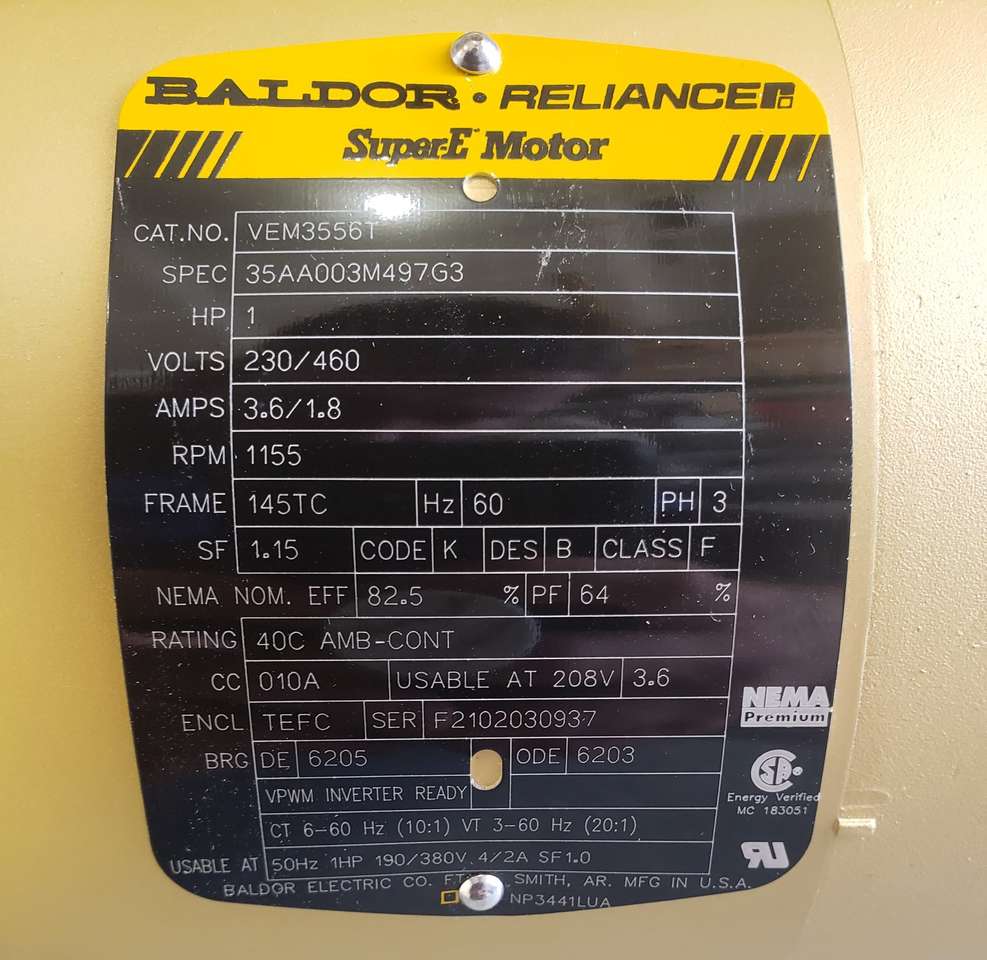 BALDOR • RELIANCE
Super-E™ Motor
CAT.NO. VEM3556T
SPEC 35AA003M497G3
HP 1
VOLTS 230/460
AMPS 3.6/1.8
RPM 1155
FRAME 145TC Hz 60 PH 3
SF 1.15 CODE K DES B CLASS F
NEMA NOM. EFF 82.5 % PF 64 %
RATING 40C AMB-CONT
CC 010A USABLE AT 208V 3.6
ENCL TEFC SER F2102030937
BRG DE 6205 ODE 6203
VPWM INVERTER READY
CT 6-60 Hz (10:1) VT 3-60 Hz (20:1)
USABLE AT 50Hz 1HP 190/380V 4/2A SF1.0
BALDOR ELECTRIC CO. FT. SMITH, AR. MFG IN U.S.A.
NP3441LUA
NEMA
Premium
Energy Verified
MC 183051